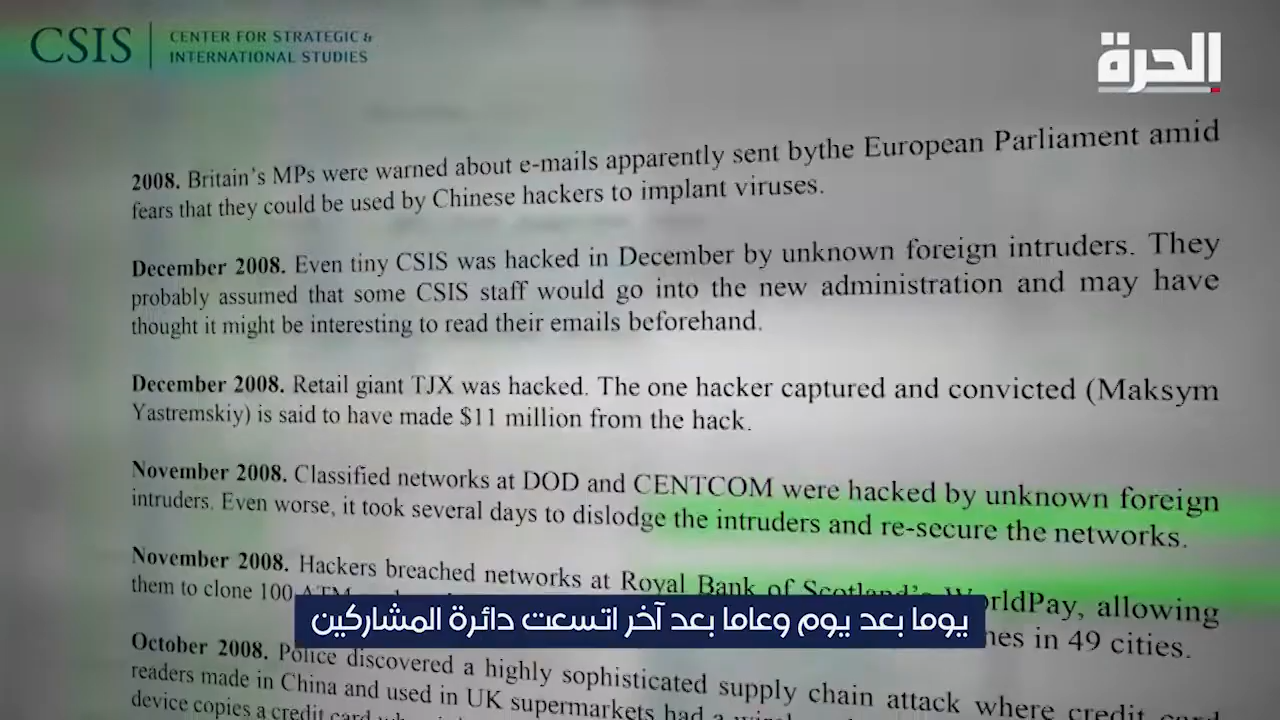 CSIS
CENTER FOR STRATEGIC &
INTERNATIONAL STUDIES
الحرة
2008. Britain's MPs were warned about e-mails apparently sent bythe European Parliament amid
fears that they could be used by Chinese hackers to implant viruses.
December 2008. Even tiny CSIS was hacked in December by unknown foreign intruders. They
probably assumed that some CSIS staff would go into the new administration and may have
thought it might be interesting to read their emails beforehand.
December 2008. Retail giant TJX was hacked. The one hacker captured and convicted (Maksym
Yastremskiy) is said to have made $11 million from the hack.
November 2008. Classified networks at DOD and CENTCOM were hacked by unknown foreign
intruders. Even worse, it took several days to dislodge the intruders and re-secure the networks.
November 2008. Hackers breached networks at Royal Bank of Scotland's WorldPay, allowing
them to clone 100 ATM in 49 cities.
يوما بعد يوم وعاما بعد آخر اتسعت دائرة المشاركين
October 2008. Police discovered a highly sophisticated supply chain attack where credit card
readers made in China and used in UK supermarkets had a
device copies a credit card